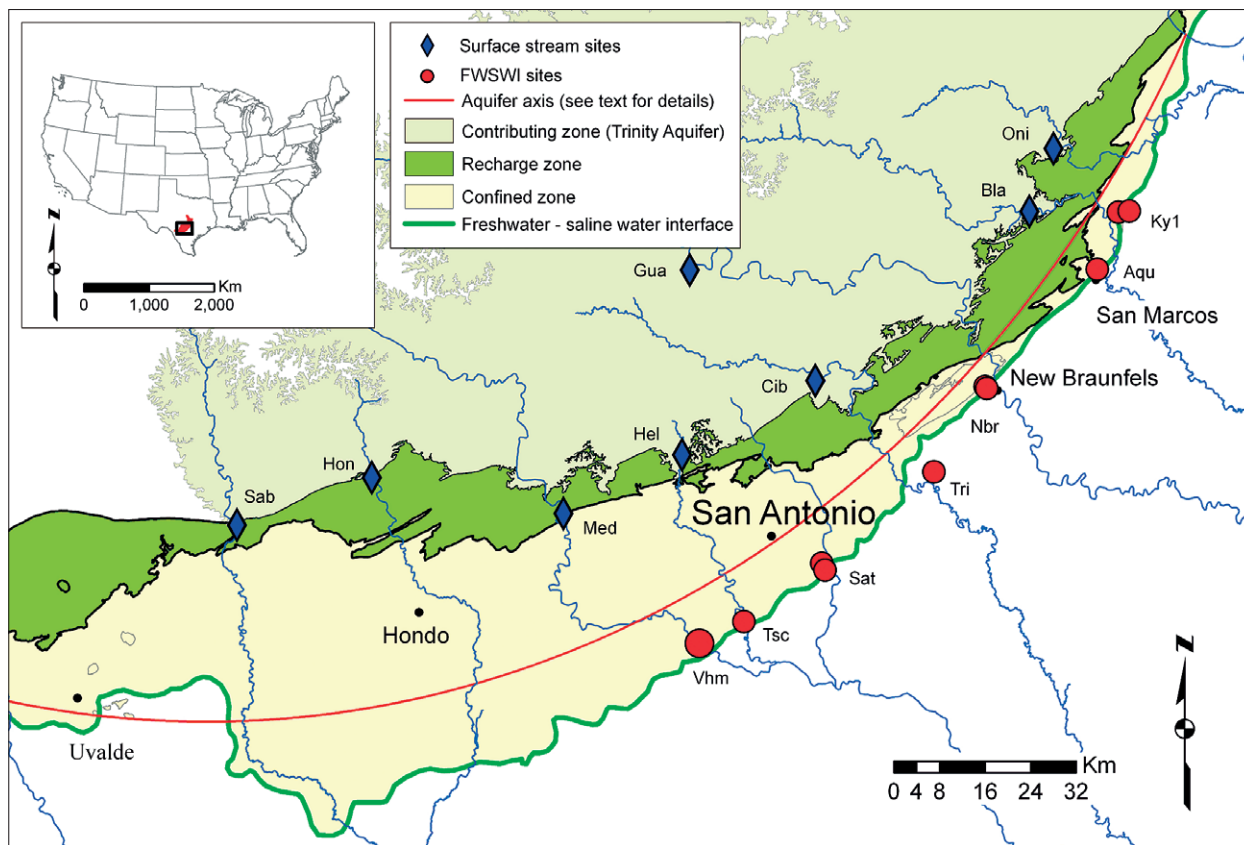 N
0 1,000 2,000
Km
Surface stream sites
FWSWI sites
Aquifer axis (see text for details)
Contributing zone (Trinity Aquifer)
Recharge zone
Confined zone
Freshwater - saline water interface
Oni
Bla
Ky1
Gua
Aqu
San Marcos
Cib
New Braunfels
Nbr
Hel
Hon
Tri
Sab
Med
San Antonio
Sat
Hondo
Tsc
Vhm
N
Uvalde
Km
0 4 8 16 24 32